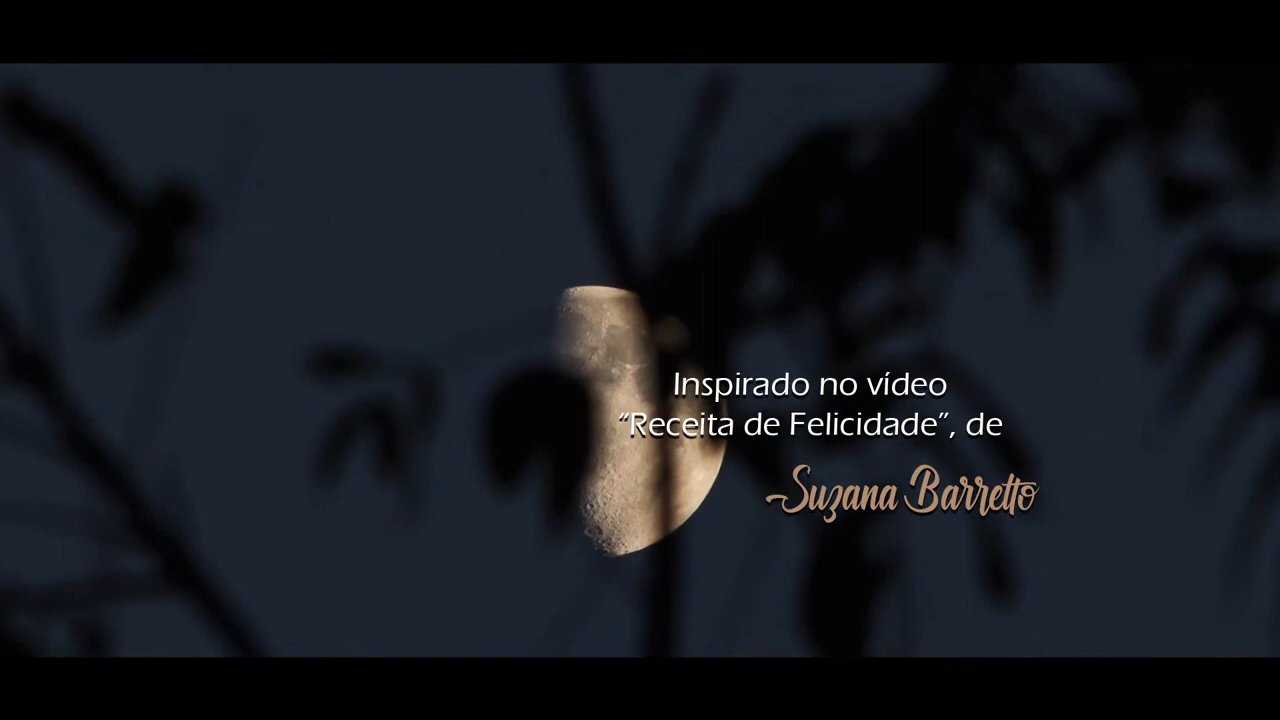 Inspirado no vídeo
“Receita de Felicidade”, de
Suzana Barretto